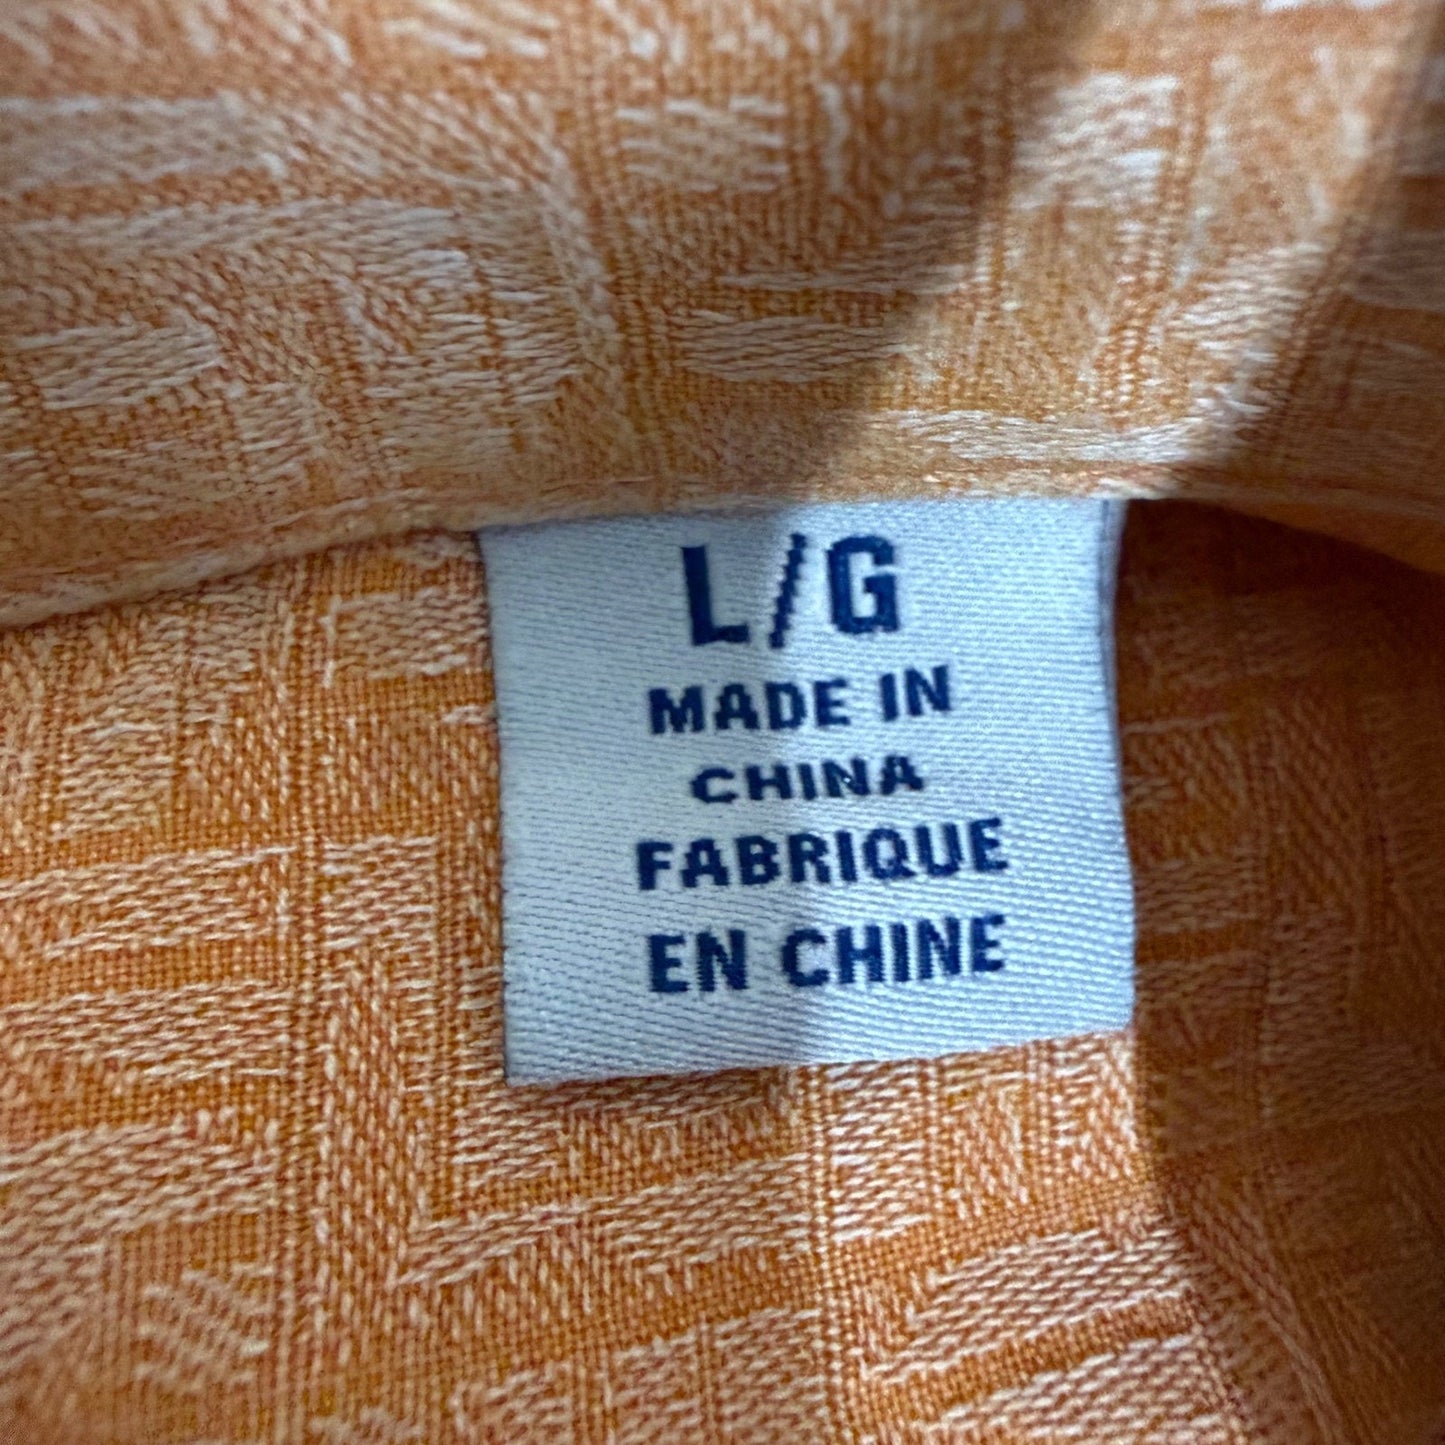 L/G
MADE IN
CHINA
FABRIQUE
EN CHINE